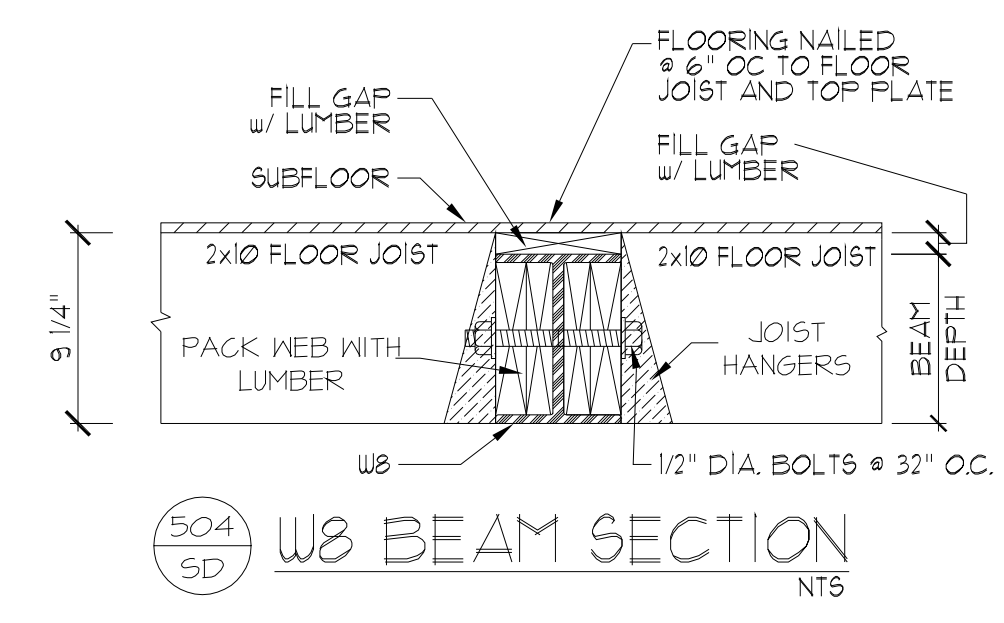 FLOORING NAILED
@ 6" OC TO FLOOR
JOIST AND TOP PLATE
FILL GAP
w/ LUMBER
FILL GAP
w/ LUMBER
SUBFLOOR
2x1Ø FLOOR JOIST
2x1Ø FLOOR JOIST
9 1/4"
BEAM
DEPTH
PACK WEB WITH
LUMBER
JOIST
HANGERS
W8
1/2" DIA. BOLTS @ 32" O.C.
504
SD
W8 BEAM SECTION
NTS